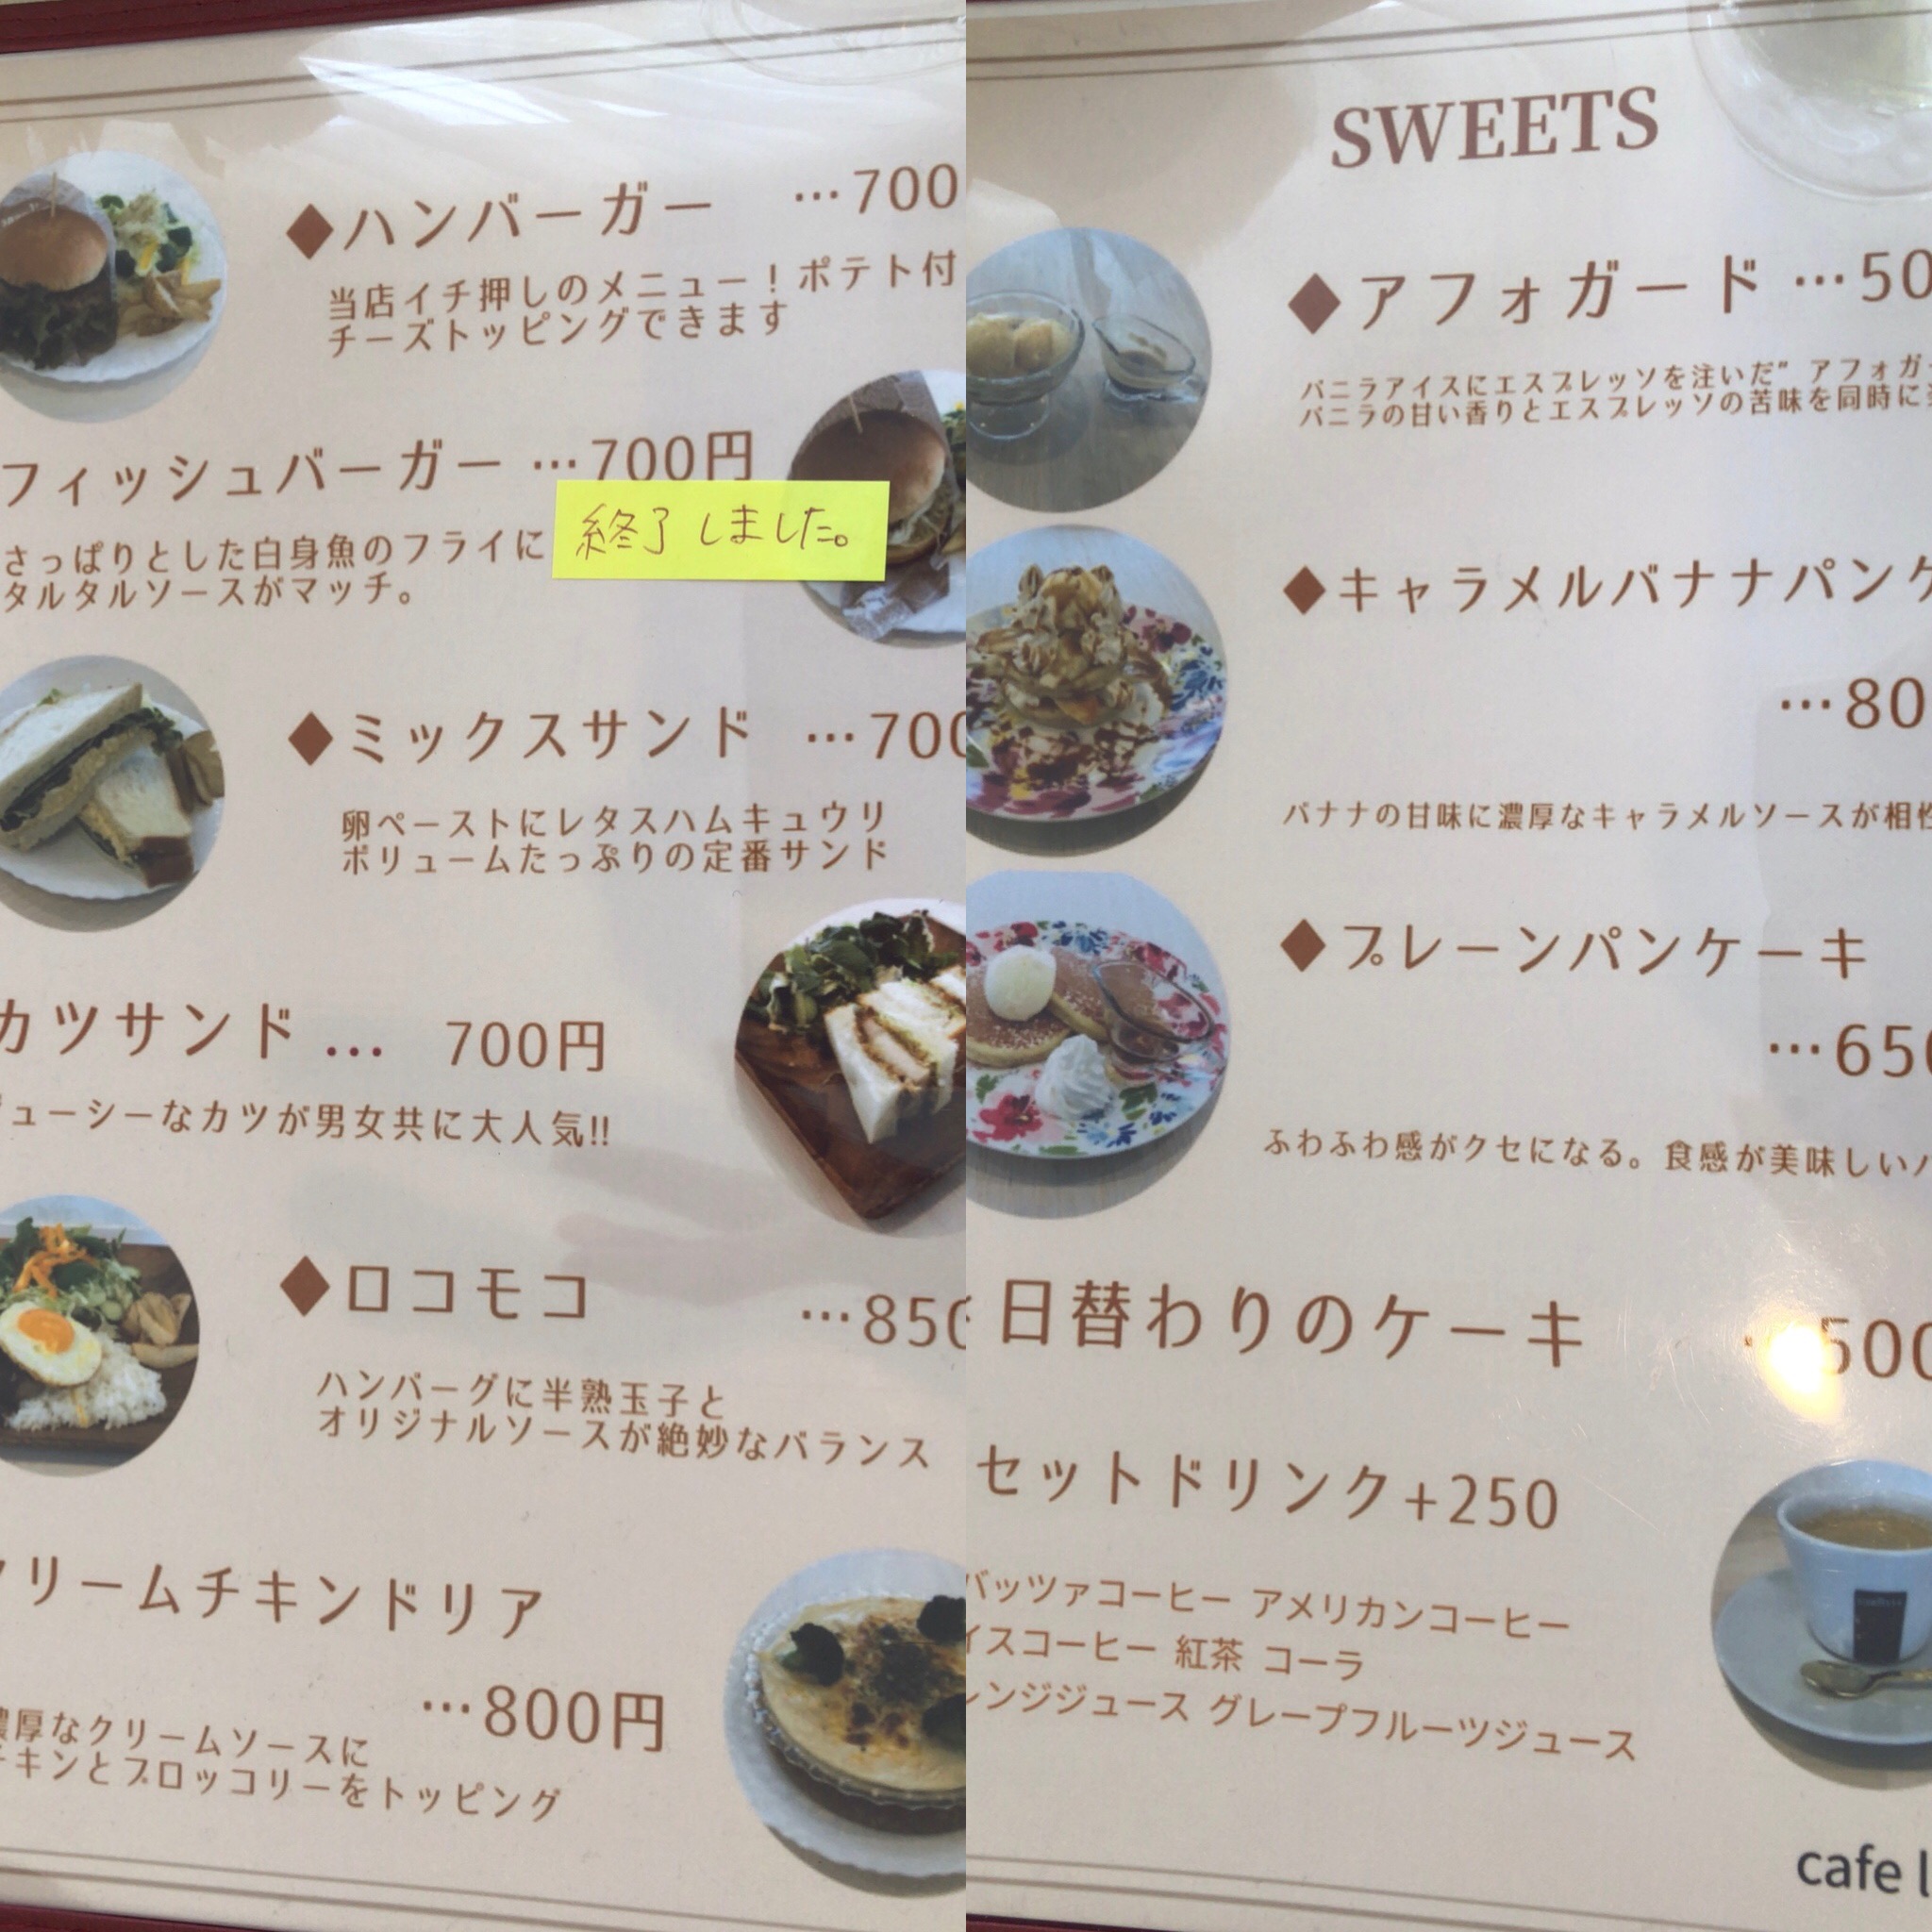 ◆ハンバーガー …700
当店イチ押しのメニュー！ポテト付
チーズトッピングできます
フィッシュバーガー …700円
終了しました。
さっぱりとした白身魚のフライに
タルタルソースがマッチ。
◆ミックスサンド …700
卵ペーストにレタスハムキュウリ
ボリュームたっぷりの定番サンド
カツサンド … 700円
ューシーなカツが男女共に大人気!!
◆ロコモコ …850
ハンバーグに半熟玉子と
オリジナルソースが絶妙なバランス
クリームチキンドリア
…800円
濃厚なクリームソースに
チキンとブロッコリーをトッピング
SWEETS
◆アフォガード …50
バニラアイスにエスプレッソを注いだ” アフォガ
バニラの甘い香りとエスプレッソの苦味を同時に
◆キャラメルバナナパンケ
…80
バナナの甘味に濃厚なキャラメルソースが相性
◆プレーンパンケーキ
…650
ふわふわ感がクセになる。食感が美味しい
日替わりのケーキ 500
セットドリンク+250
バッツァコーヒー アメリカンコーヒー
イスコーヒー 紅茶 コーラ
レンジジュース グレープフルーツジュース
cafe l